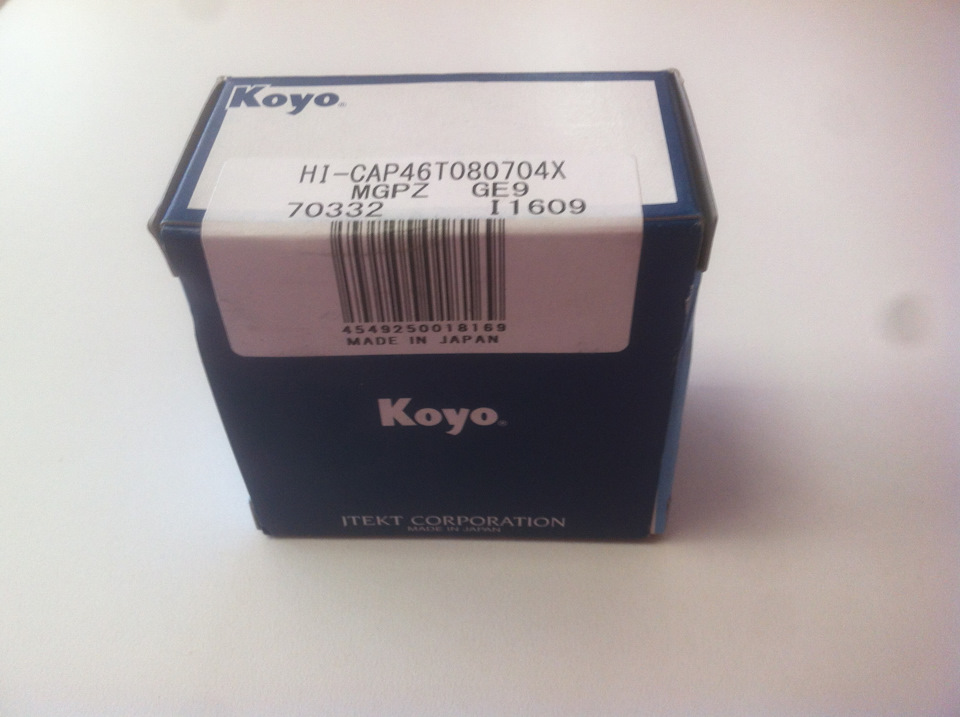 Koyo®
HI-CAP46T080704X
MGPZ GE9
70332 I1609
4549250018169
MADE IN JAPAN
Koyo®
JTEKT CORPORATION
MADE IN JAPAN